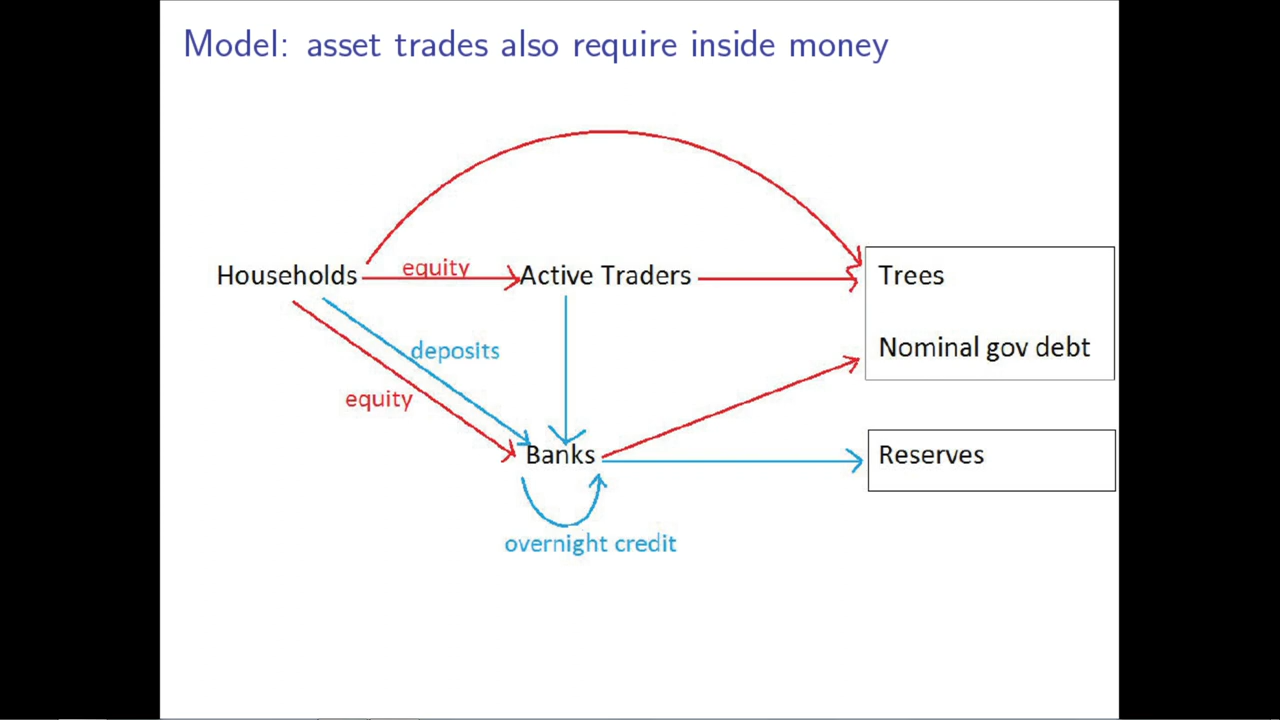 Model: asset trades also require inside money
Households
equity
Active Traders
Trees
Nominal gov debt
deposits
equity
Banks
Reserves
overnight credit